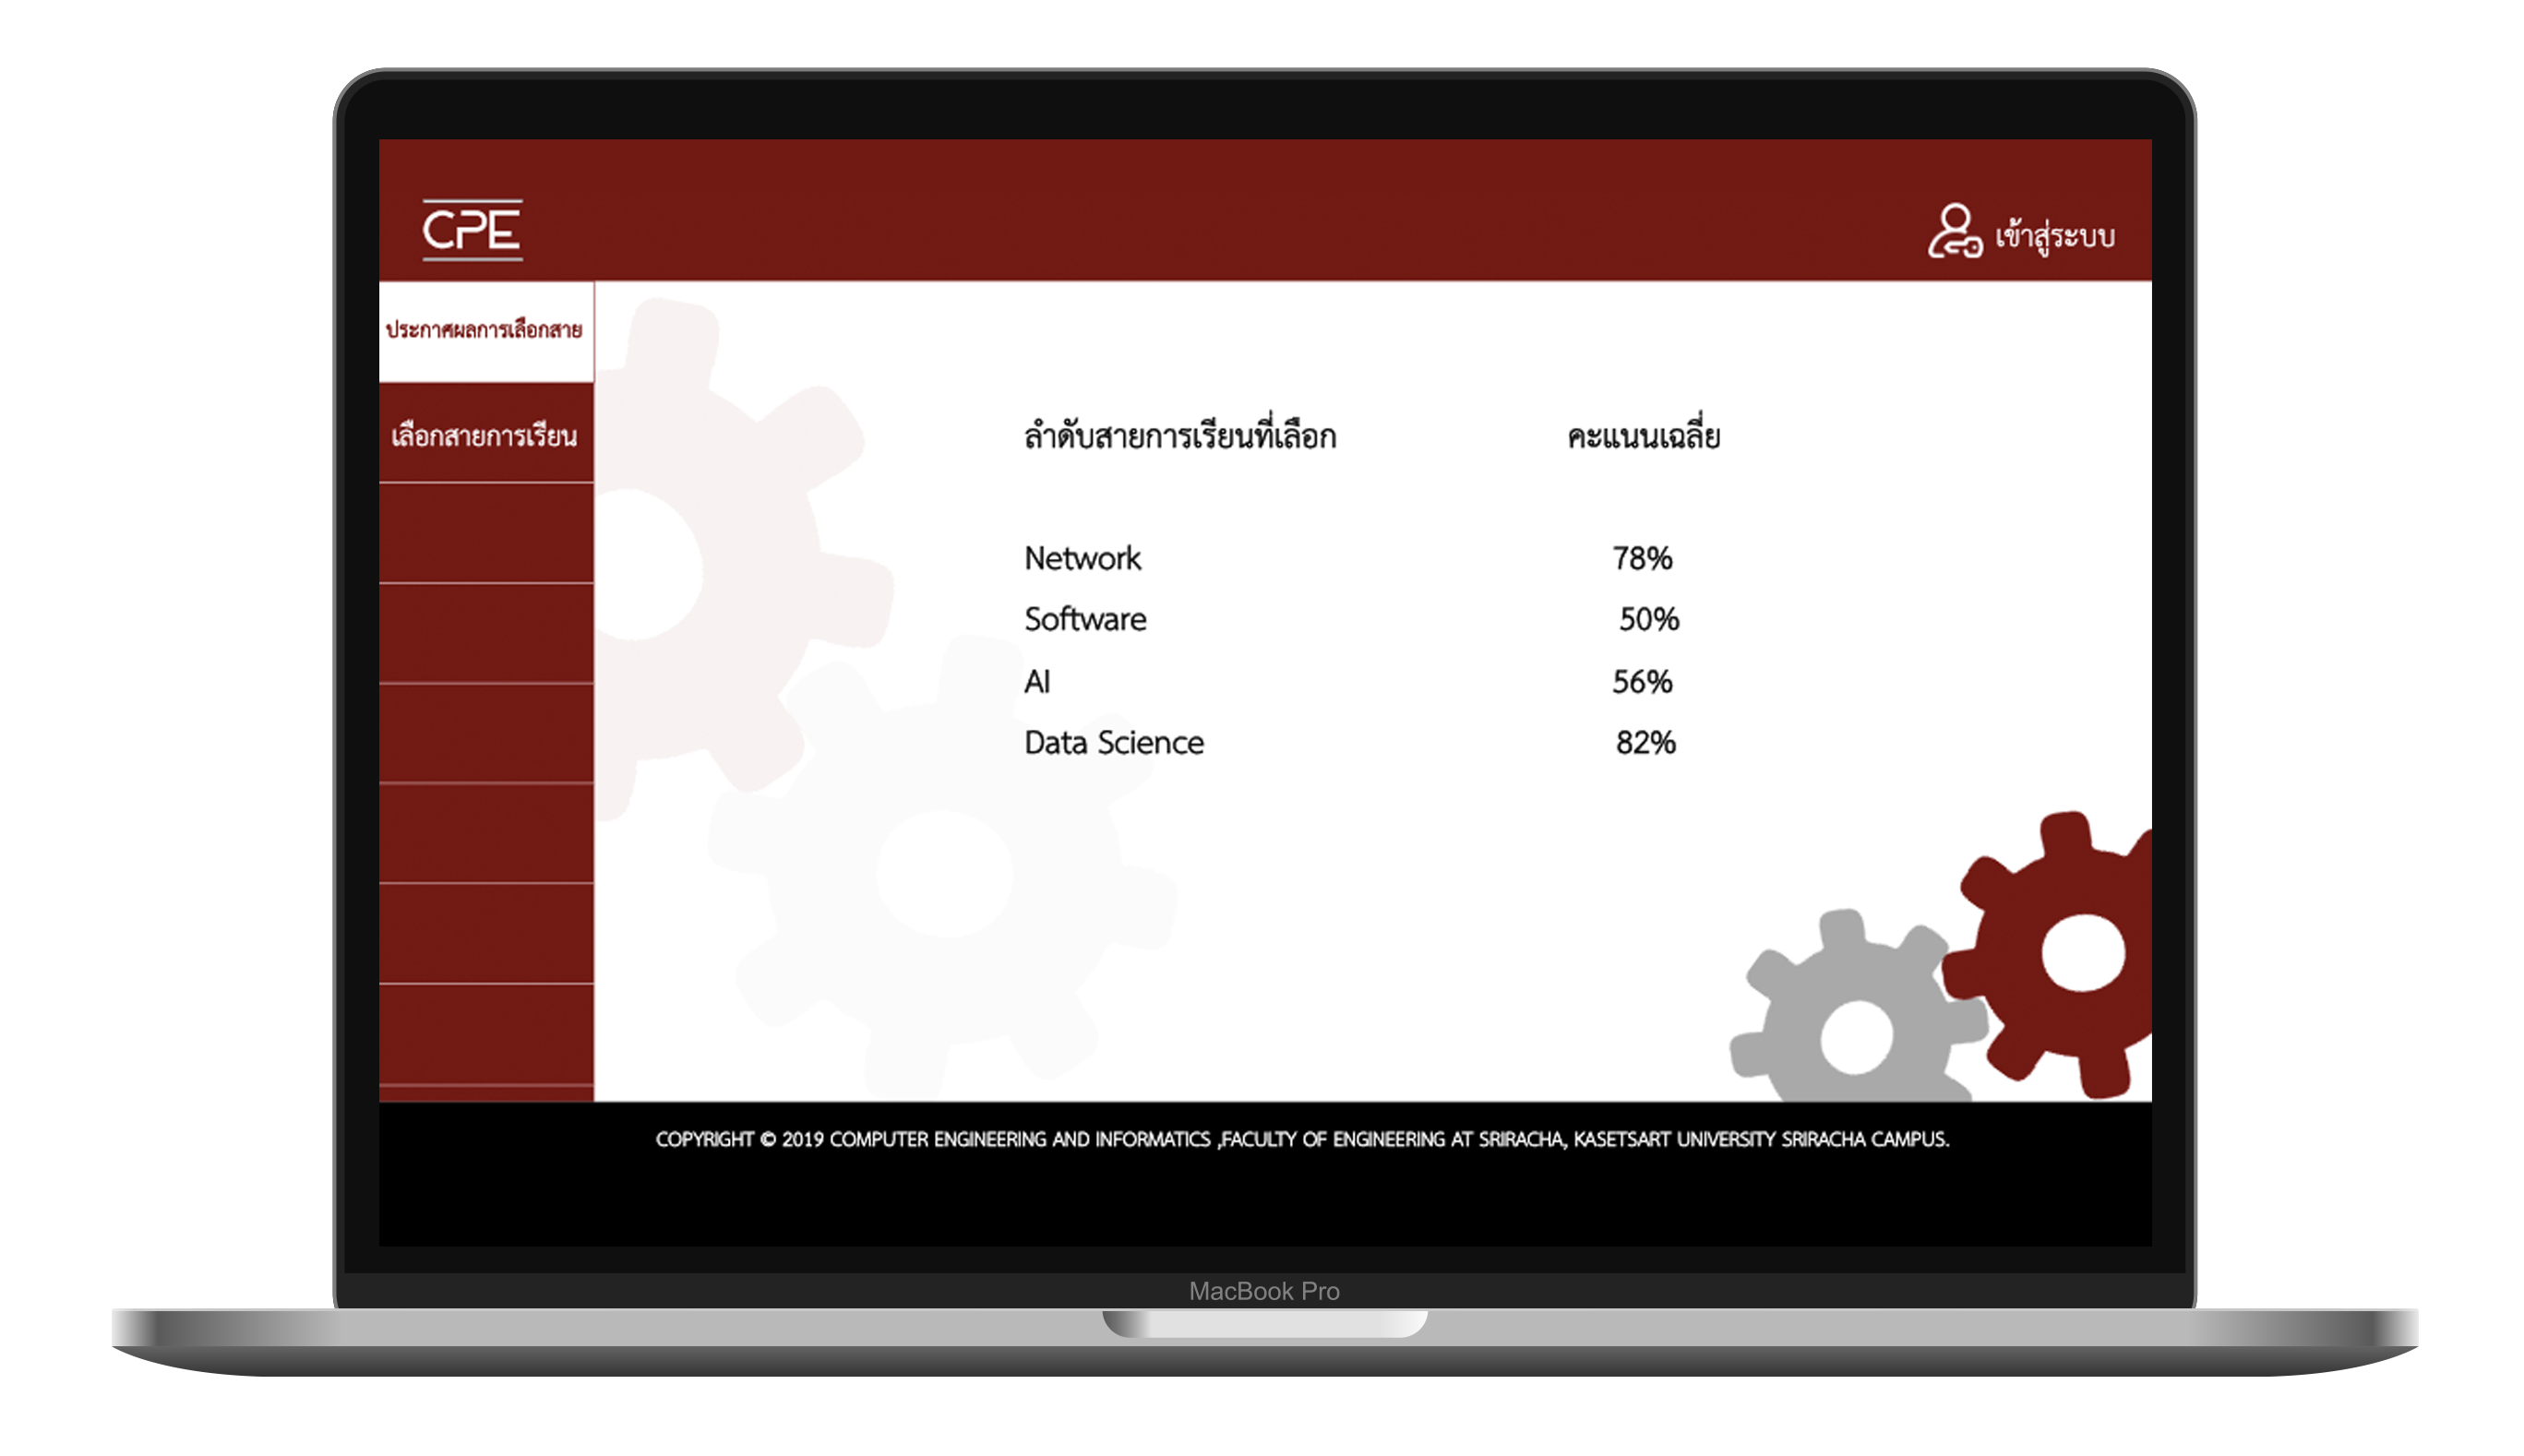 CPE
เข้าสู่ระบบ
ประกาศผลการเลือกสาย
เลือกสายการเรียน
ลำดับสายการเรียนที่เลือก คะแนนเฉลี่ย
Network 78%
Software 50%
AI 56%
Data Science 82%
COPYRIGHT © 2019 COMPUTER ENGINEERING AND INFORMATICS ,FACULTY OF ENGINEERING AT SRIRACHA, KASETSART UNIVERSITY SRIRACHA CAMPUS.
MacBook Pro